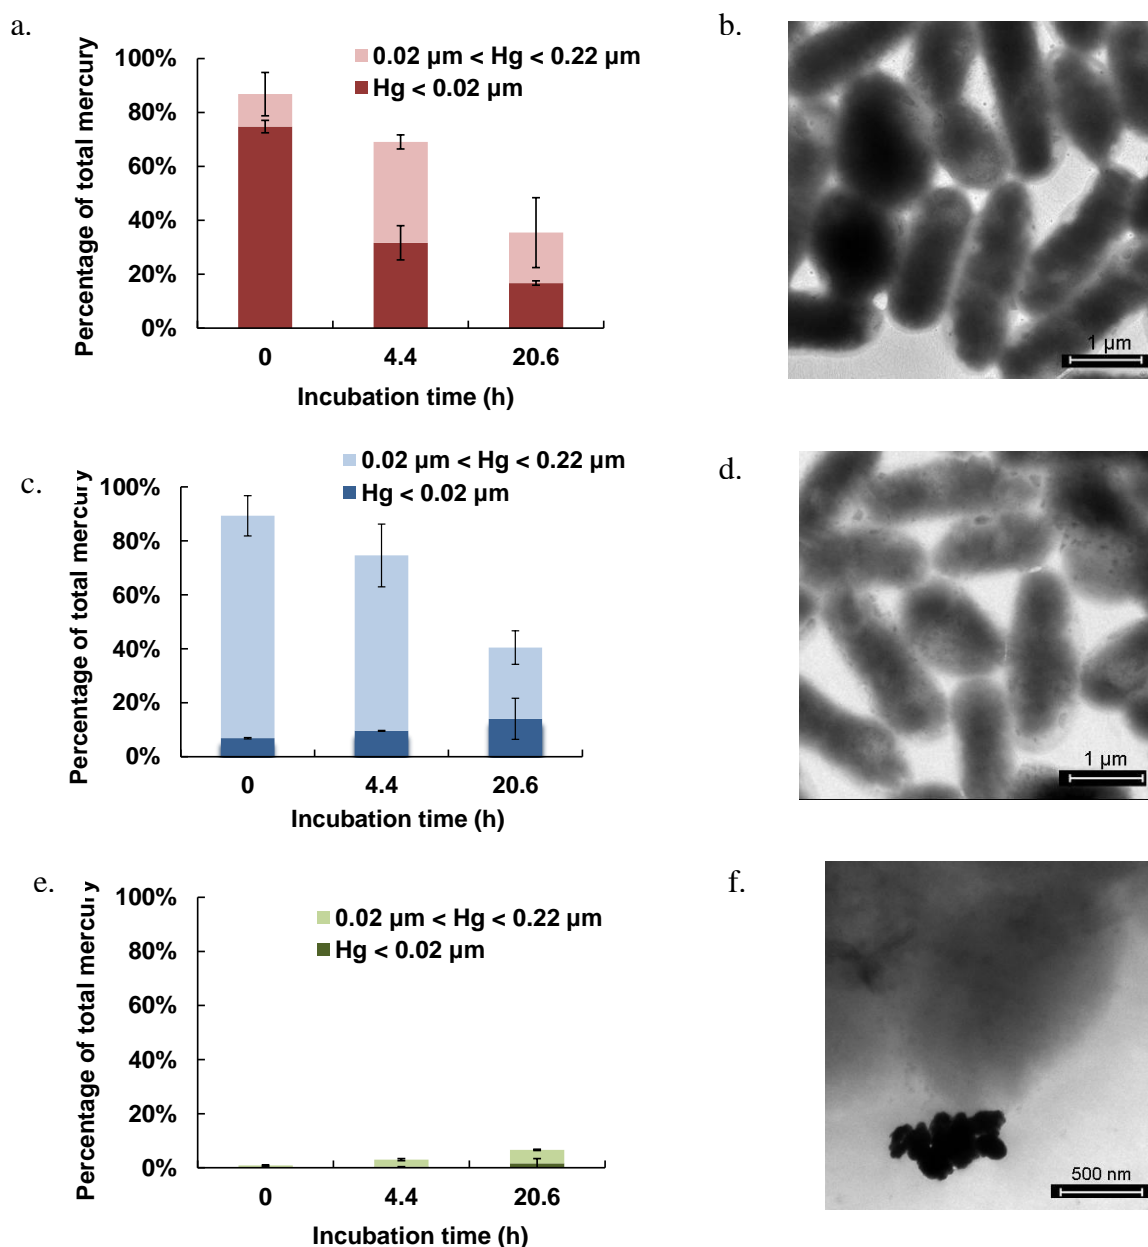 a.
Percentage of total mercury
100%
80%
60%
40%
20%
0%
0.02 µm < Hg < 0.22 µm
Hg < 0.02 µm
0 4.4 20.6
Incubation time (h)
b.
1 µm
c.
Percentage of total mercury
100%
80%
60%
40%
20%
0%
0.02 µm < Hg < 0.22 µm
Hg < 0.02 µm
0 4.4 20.6
Incubation time (h)
d.
1 µm
e.
Percentage of total mercury
100%
80%
60%
40%
20%
0%
0.02 µm < Hg < 0.22 µm
Hg < 0.02 µm
0 4.4 20.6
Incubation time (h)
f.
500 nm